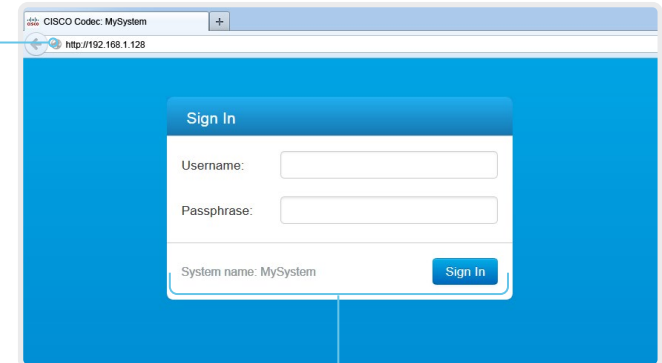 CISCO Codec: MySystem
+
http://192.168.1.128
Sign In
Username:
Passphrase:
System name: MySystem
Sign In